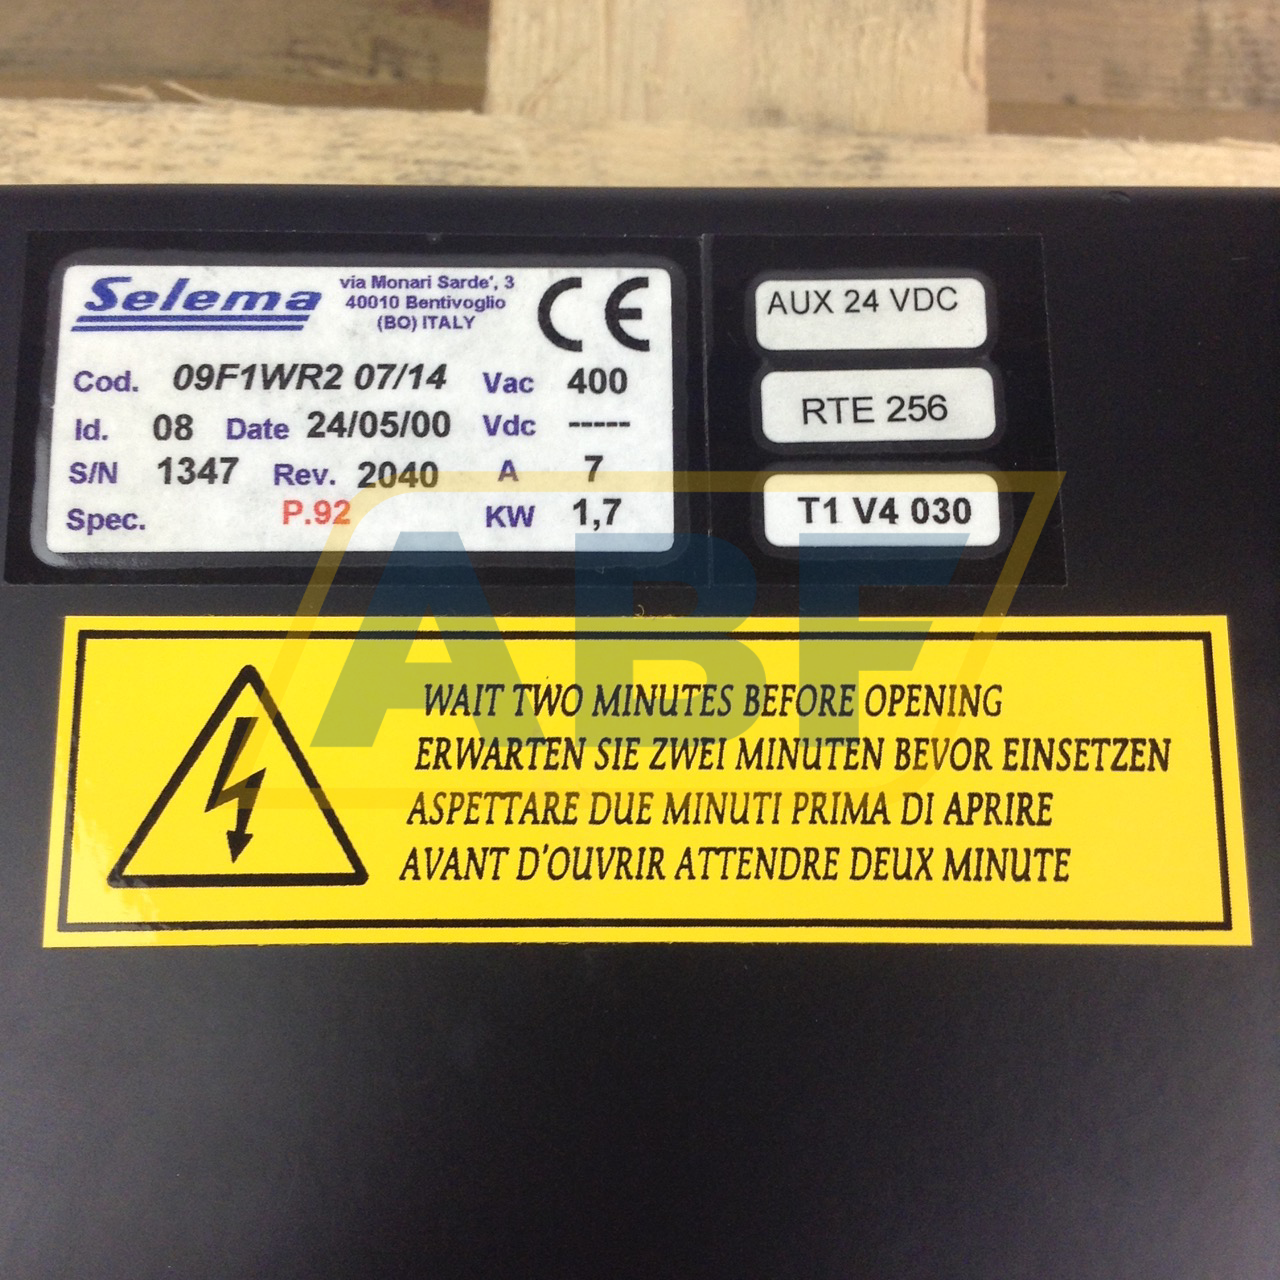 Selema
via Monari Sarde', 3
40010 Bentivoglio
(BO) ITALY
CE
Cod. 09F1WR2 07/14 Vac 400
Id. 08 Date 24/05/00 Vdc -----
S/N 1347 Rev. 2040 A 7
Spec. P.92 KW 1,7
AUX 24 VDC
RTE 256
T1 V4 030
ABF
WAIT TWO MINUTES BEFORE OPENING
ERWARTEN SIE ZWEI MINUTEN BEVOR EINSETZEN
ASPETTARE DUE MINUTI PRIMA DI APRIRE
AVANT D'OUVRIR ATTENDRE DEUX MINUTE